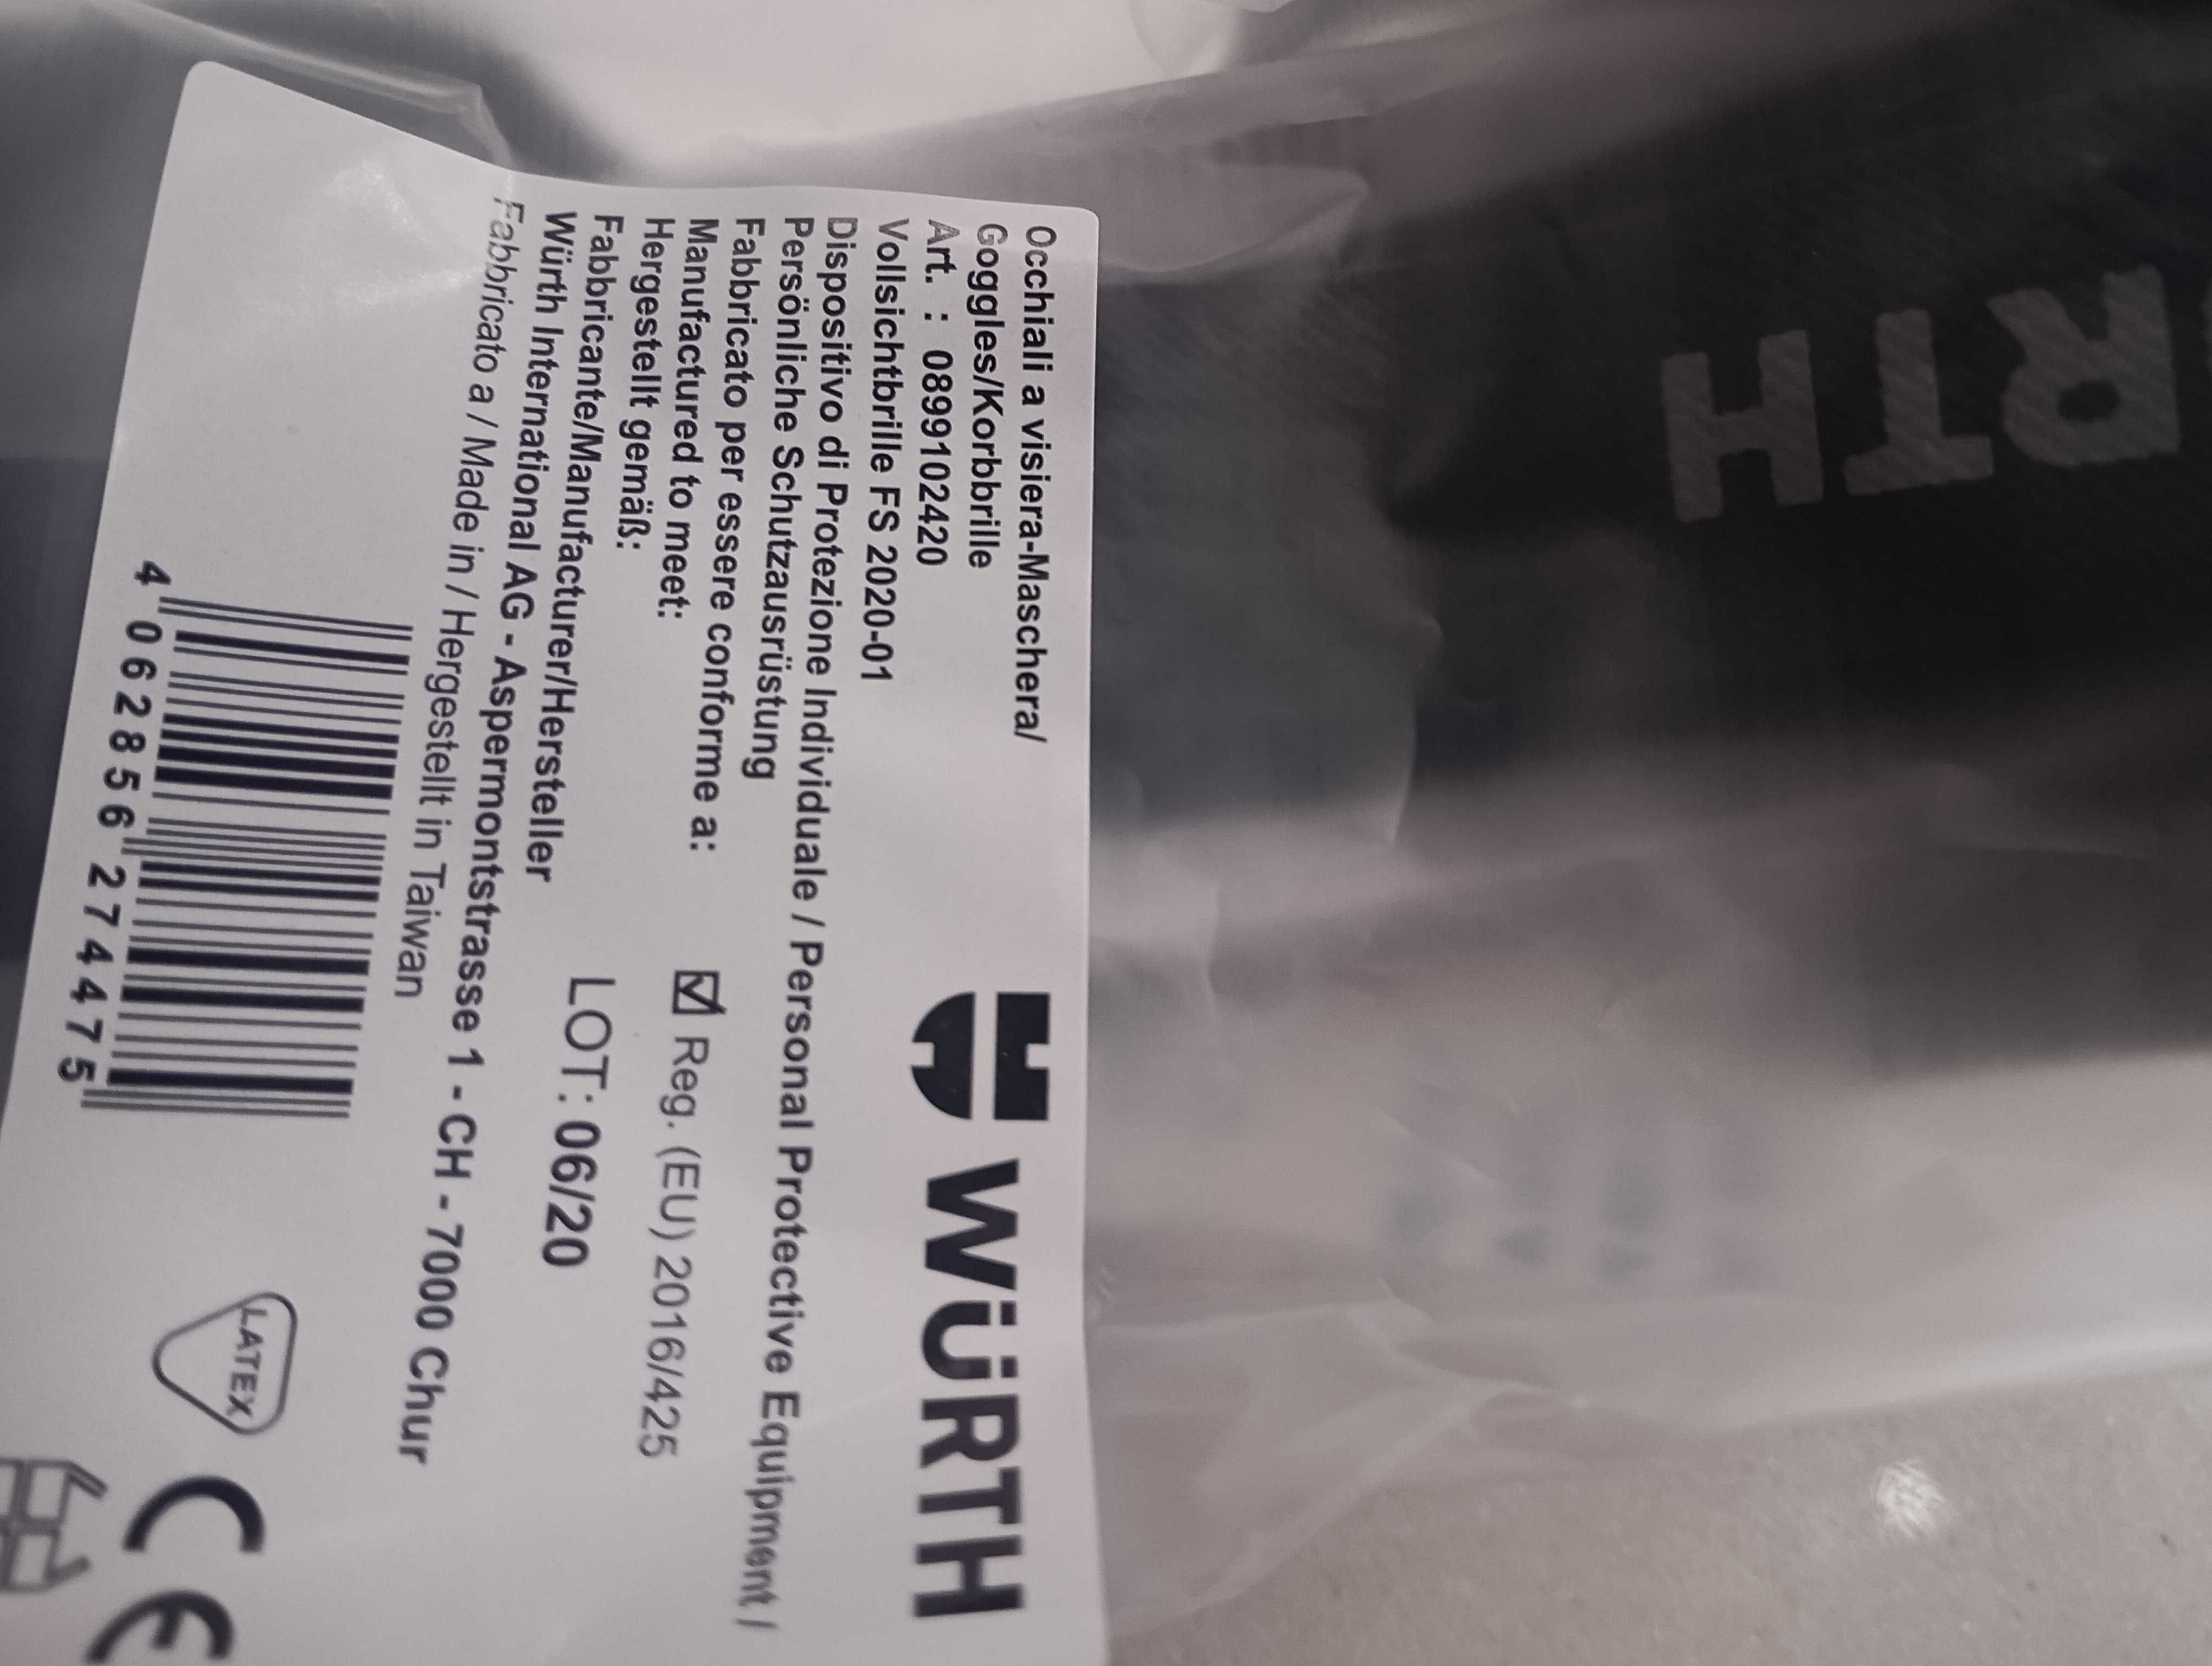 Occhiali a visiera-Maschera/
Goggles/Korbbrille
Art. : 0899102420
Vollsichtbrille FS 2020-01
WÜRTH
Dispositivo di Protezione Individuale / Personal Protective Equipment /
Persönliche Schutzausrüstung
Fabbricato per essere conforme a:
Manufactured to meet:
Hergestellt gemäß:
☑ Reg. (EU) 2016/425
Fabbricante/Manufacturer/Hersteller
LOT: 06/20
Würth International AG - Aspermontstrasse 1 - CH - 7000 Chur
Fabbricato a / Made in / Hergestellt in Taiwan
4 062856 274475
LATEX
CE
RTH